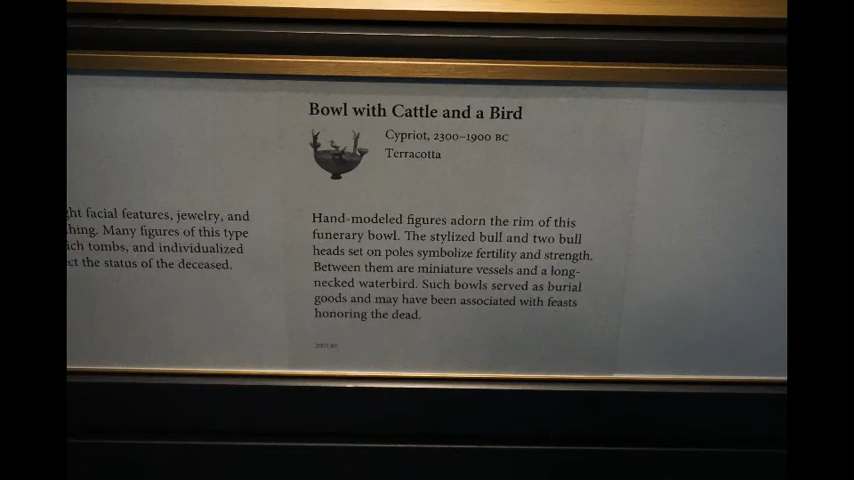 facial features, jewelry, and
Many figures of this type
tombs, and individualized
the status of the deceased.
Bowl with Cattle and a Bird
Cypriot, 2300–1900 BC
Terracotta
Hand-modeled figures adorn the rim of this
funerary bowl. The stylized bull and two bull
heads set on poles symbolize fertility and strength.
Between them are miniature vessels and a long-
necked waterbird. Such bowls served as burial
goods and may have been associated with feasts
honoring the dead.